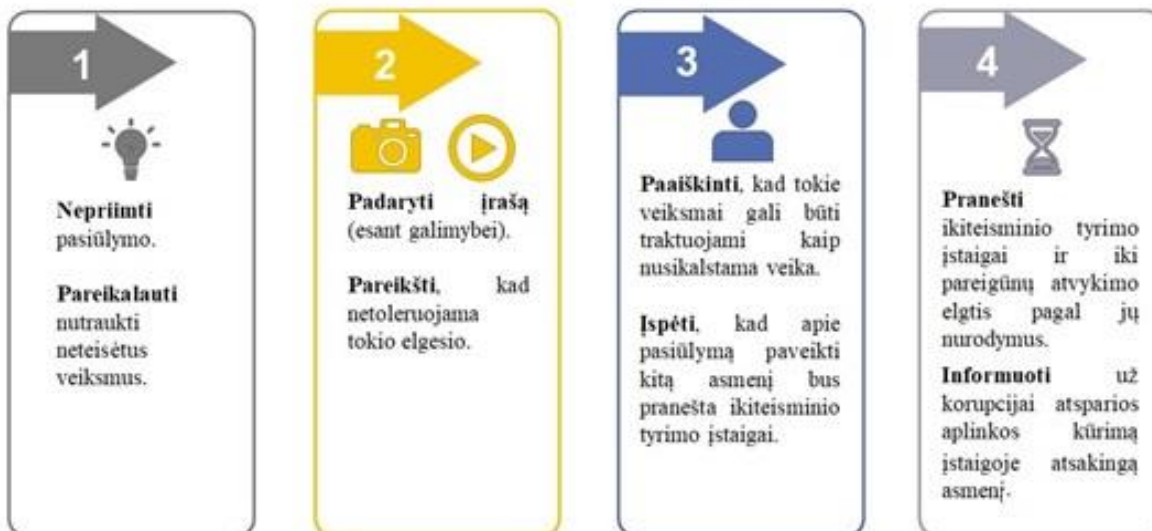 1
Nepriimti
pasiūlymo.
Pareikalauti
nutraukti
neteisėtus
veiksmus.
2
Padaryti įrašą
(esant galimybei).
Pareikšti, kad
netoleruojama
tokio elgesio.
3
Paaiškinti, kad tokie
veiksmai gali būti
traktuojami kaip
nusikalstama veika.
Įspėti, kad apie
pasiūlymą paveikti
kitą asmenį bus
pranešta ikiteisminio
tyrimo įstaigai.
4
Pranešti
ikiteisminio tyrimo
įstaigai ir iki
pareigūnų atvykimo
elgtis pagal jų
nurodymus.
Informuoti už
korupcijai atsparios
aplinkos kūrimą
įstaigoje atsakingą
asmenį.